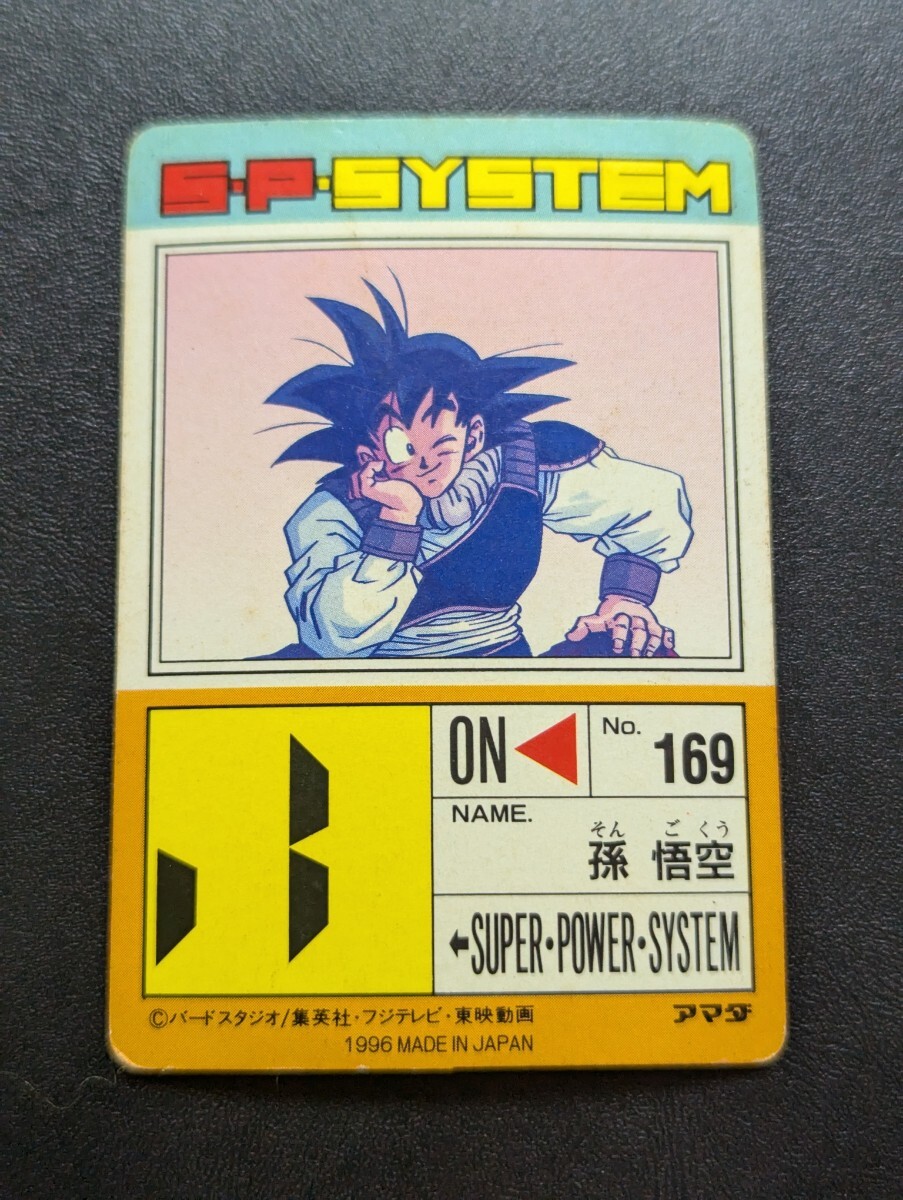 S·P·SYSTEM
ON
No.
169
NAME.
そん ご くう
孫 悟空
←SUPER・POWER・SYSTEM
©バードスタジオ/集英社・フジテレビ・東映動画
アマダ
1996 MADE IN JAPAN